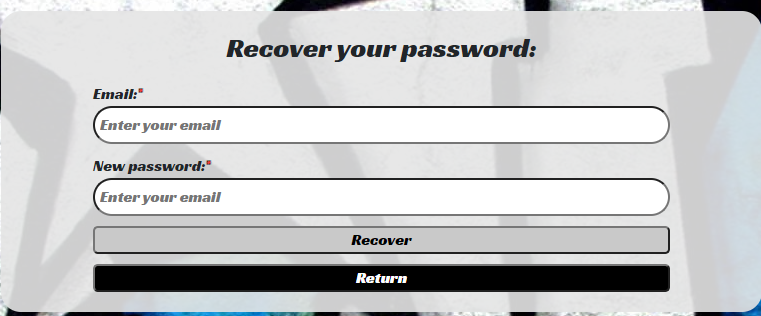 Recover your password:
Email:*
Enter your email
New password:*
Enter your email
Recover
Return